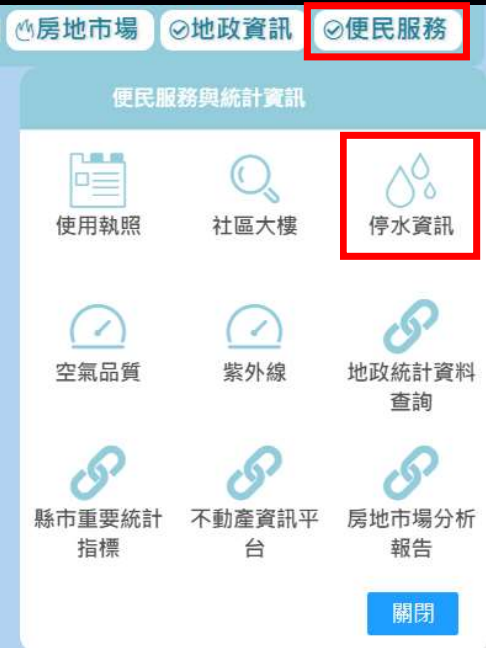 房地市場 地政資訊 便民服務
便民服務與統計資訊
使用執照 社區大樓 停水資訊
空氣品質 紫外線 地政統計資料
查詢
縣市重要統計 不動產資訊平 房地市場分析
指標 台 報告
關閉